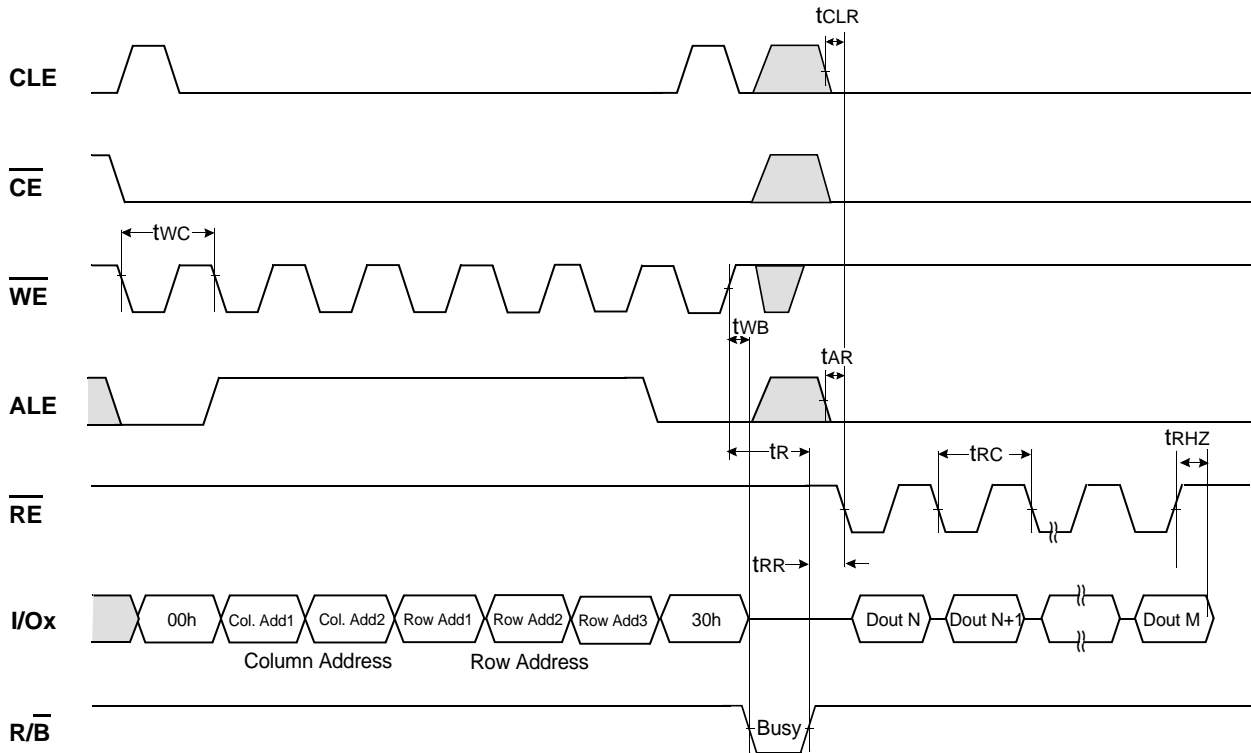 tCLR
CLE
CE
tWC
WE
tWB
tAR
ALE
tR
tRC
tRHZ
RE
tRR
I/Ox
00h
Col. Add1
Col. Add2
Row Add1
Row Add2
Row Add3
30h
Dout N
Dout N+1
Dout M
Column Address
Row Address
R/B
Busy